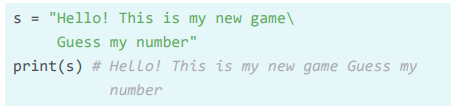 s = "Hello! This is my new game\
     Guess my number"
print(s) # Hello! This is my new game Guess my
           number